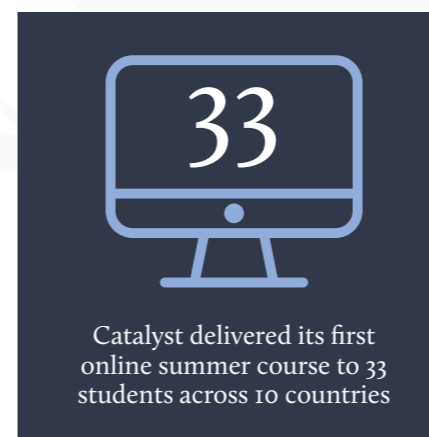 33
Catalyst delivered its first
online summer course to 33
students across 10 countries